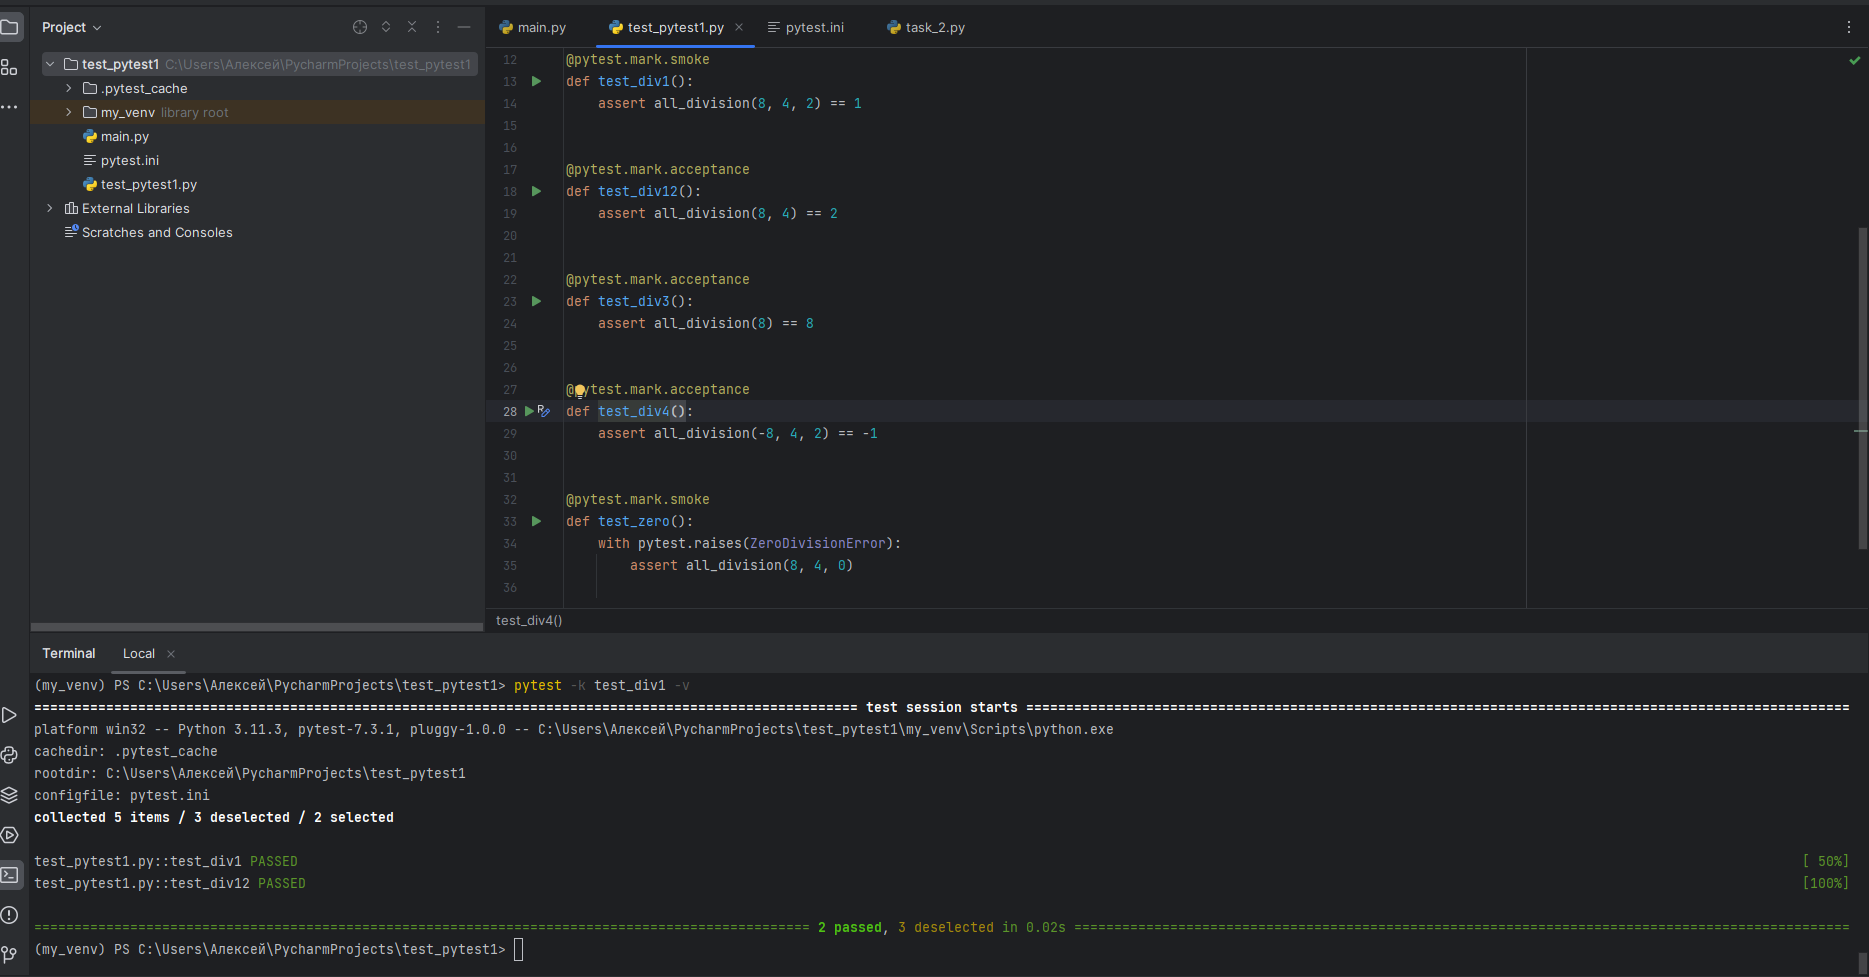 Project
main.py
test_pytest1.py
pytest.ini
task_2.py
test_pytest1 C:\Users\Алексей\PycharmProjects\test_pytest1
.pytest_cache
my_venv library root
main.py
pytest.ini
test_pytest1.py
External Libraries
Scratches and Consoles
12 @pytest.mark.smoke
13 def test_div1():
14 assert all_division(8, 4, 2) == 1
15
16
17 @pytest.mark.acceptance
18 def test_div12():
19 assert all_division(8, 4) == 2
20
21
22 @pytest.mark.acceptance
23 def test_div3():
24 assert all_division(8) == 8
25
26
27 @pytest.mark.acceptance
28 def test_div4():
29 assert all_division(-8, 4, 2) == -1
30
31
32 @pytest.mark.smoke
33 def test_zero():
34 with pytest.raises(ZeroDivisionError):
35 assert all_division(8, 4, 0)
36
test_div4()
Terminal Local
(my_venv) PS C:\Users\Алексей\PycharmProjects\test_pytest1> pytest -k test_div1 -v
======================================================================================================= test session starts =======================================================================================================
platform win32 -- Python 3.11.3, pytest-7.3.1, pluggy-1.0.0 -- C:\Users\Алексей\PycharmProjects\test_pytest1\my_venv\Scripts\python.exe
cachedir: .pytest_cache
rootdir: C:\Users\Алексей\PycharmProjects\test_pytest1
configfile: pytest.ini
collected 5 items / 3 deselected / 2 selected
test_pytest1.py::test_div1 PASSED [ 50%]
test_pytest1.py::test_div12 PASSED [100%]
================================================================================================= 2 passed, 3 deselected in 0.02s =================================================================================================
(my_venv) PS C:\Users\Алексей\PycharmProjects\test_pytest1>